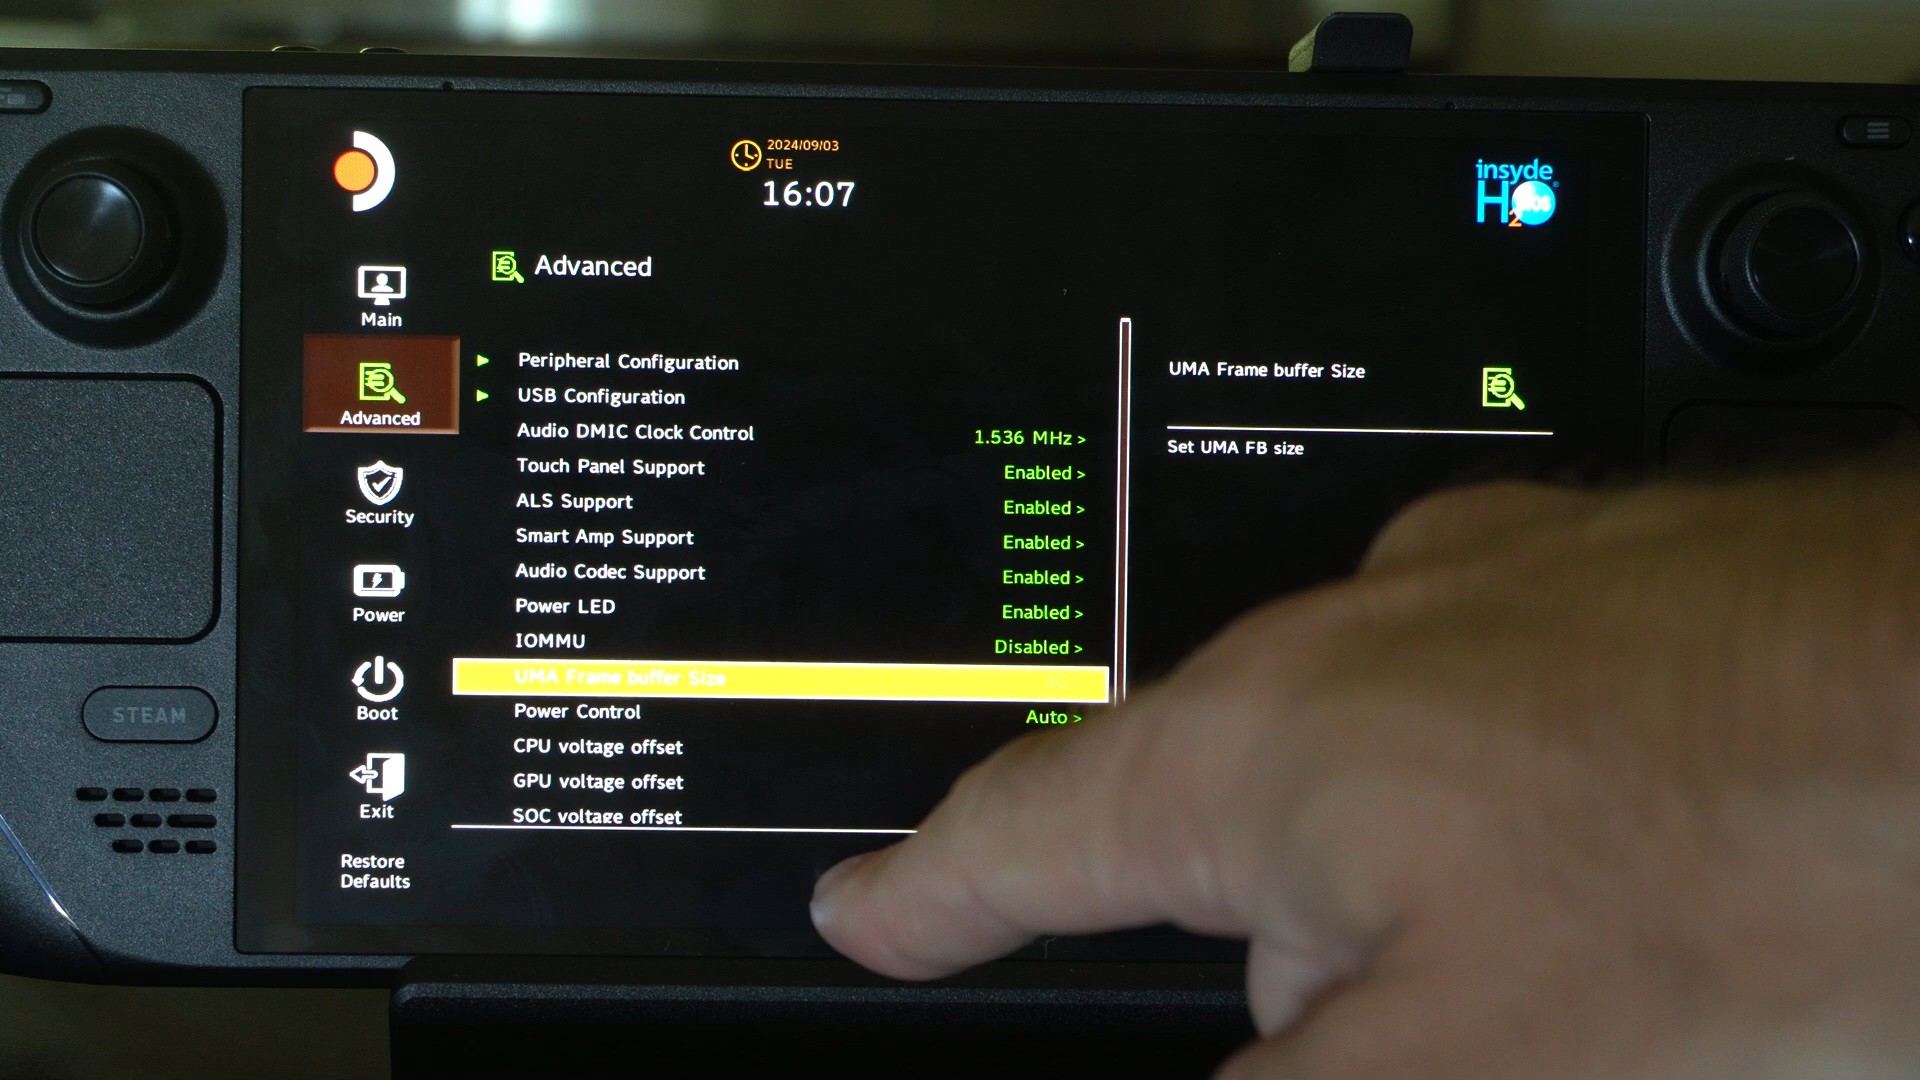 2024/09/03
TUE
16:07
insyde
H2O
Advanced
Main
Advanced
Security
Power
Boot
Exit
Restore
Defaults
Peripheral Configuration
USB Configuration
Audio DMIC Clock Control 1.536 MHz >
Touch Panel Support Enabled >
ALS Support Enabled >
Smart Amp Support Enabled >
Audio Codec Support Enabled >
Power LED Enabled >
IOMMU Disabled >
UMA Frame buffer Size 4G >
Power Control Auto >
CPU voltage offset
GPU voltage offset
SOC voltage offset
UMA Frame buffer Size
Set UMA FB size
STEAM